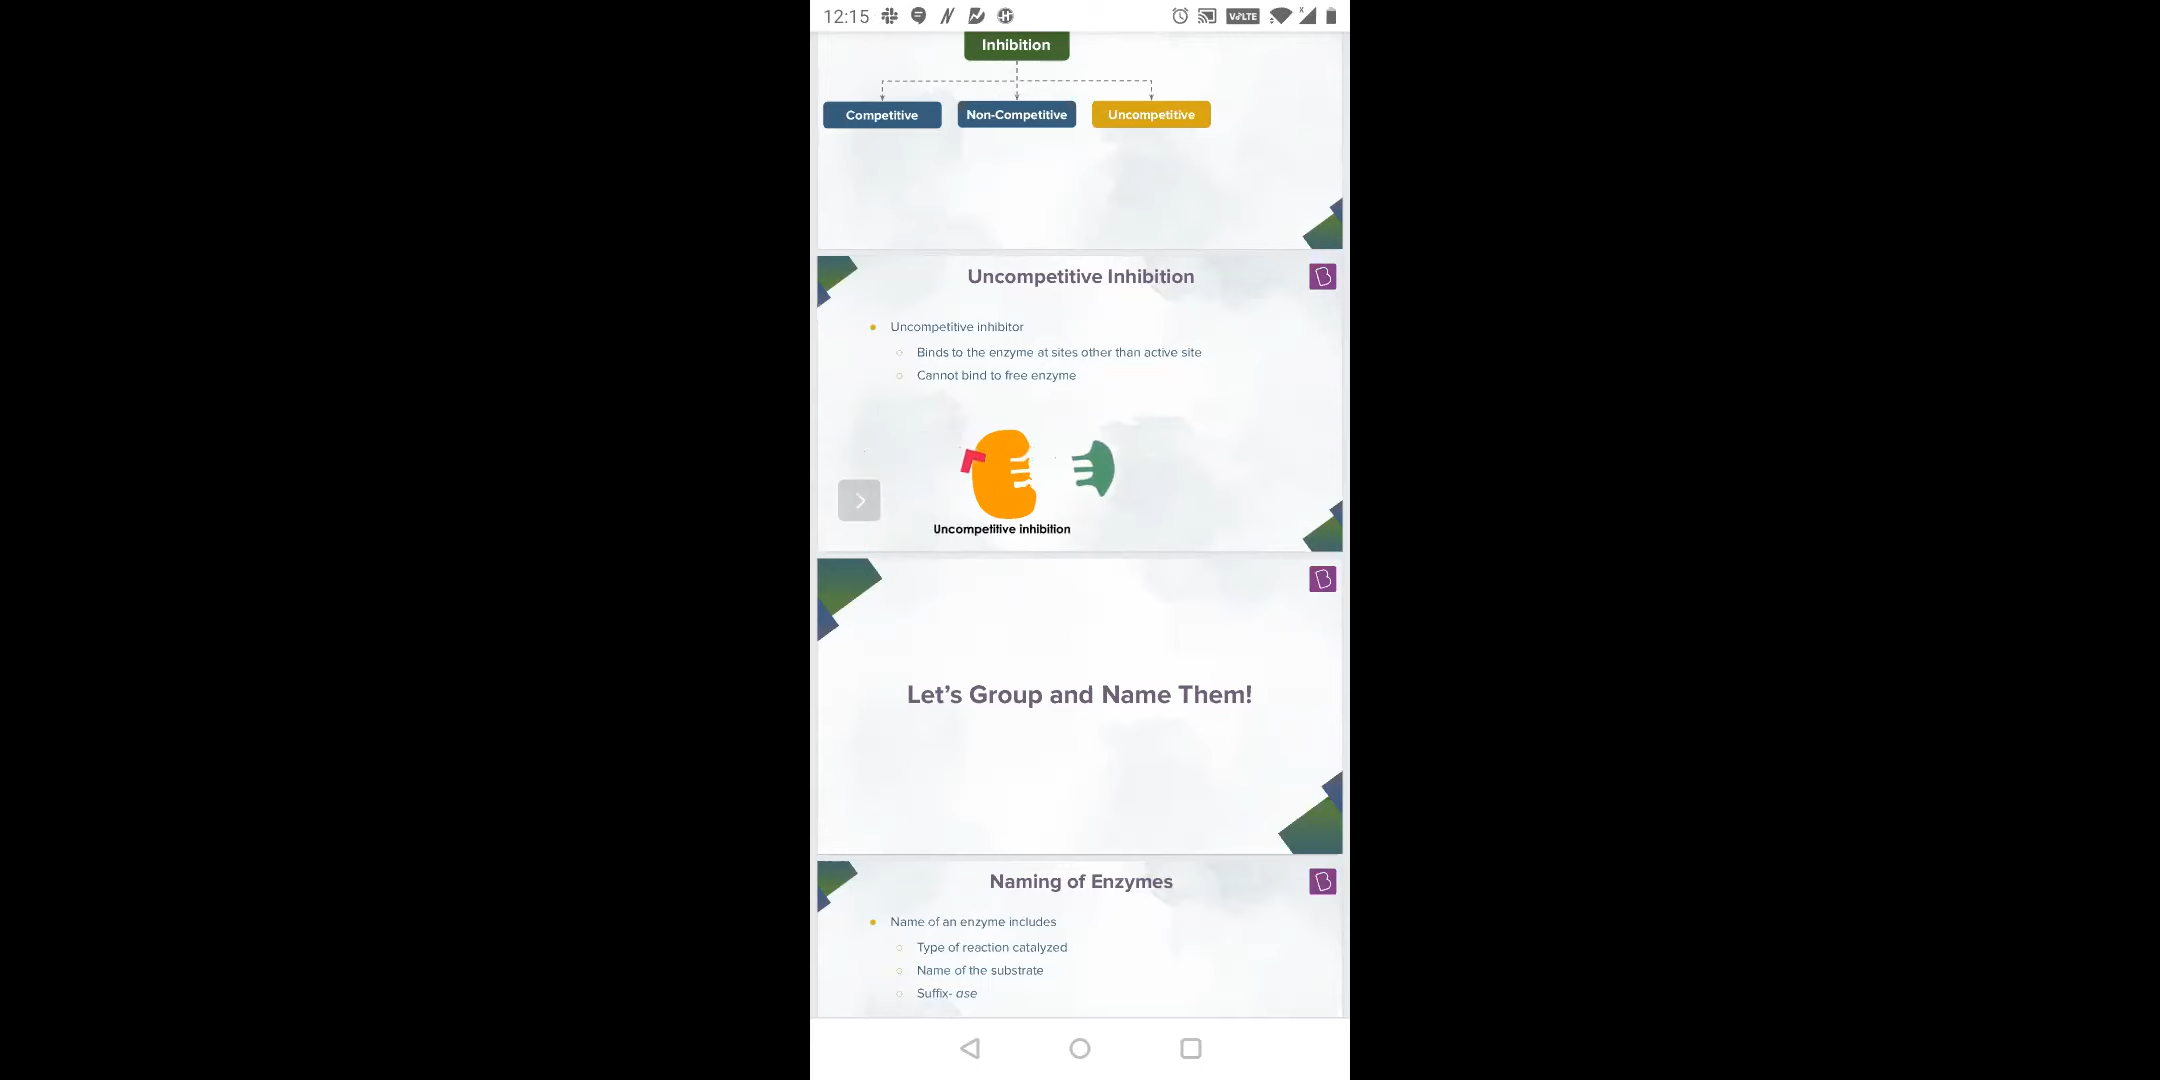 12:15
VoLTE
Inhibition
Competitive
Non-Competitive
Uncompetitive
Uncompetitive Inhibition
Uncompetitive inhibitor
Binds to the enzyme at sites other than active site
Cannot bind to free enzyme
Uncompetitive inhibition
Let’s Group and Name Them!
Naming of Enzymes
Name of an enzyme includes
Type of reaction catalyzed
Name of the substrate
Suffix- ase